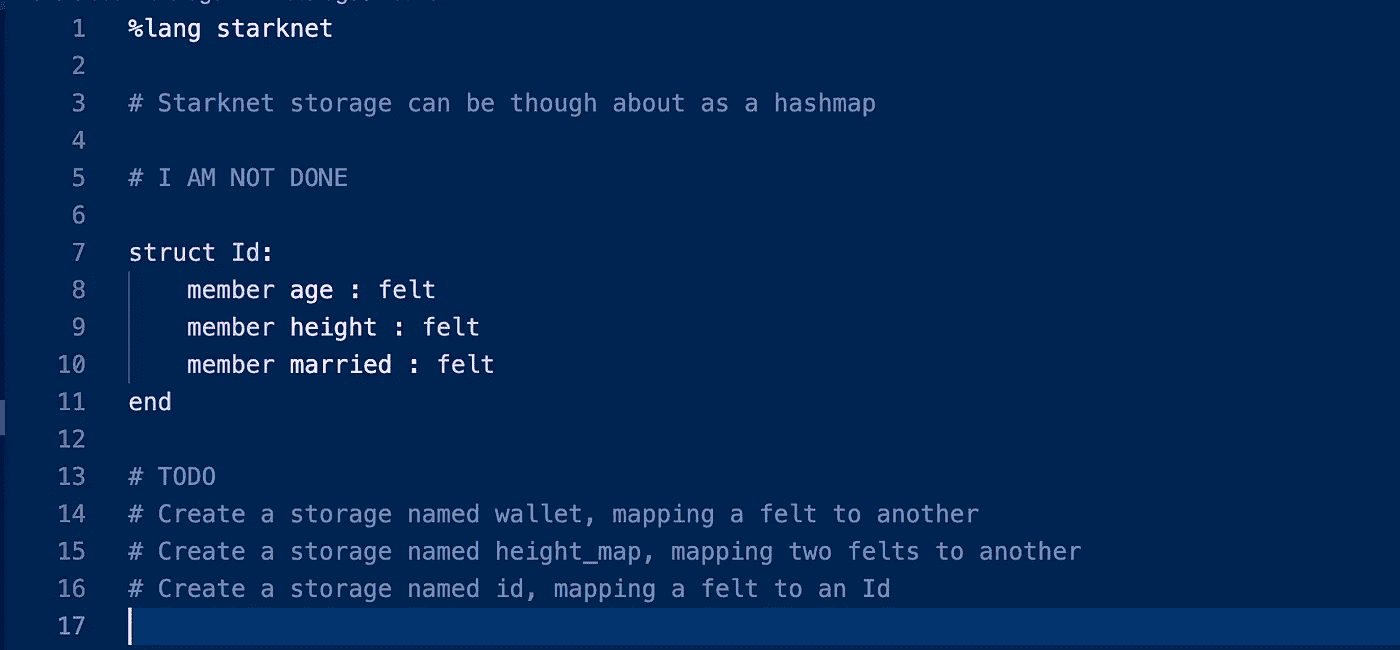 1 %lang starknet
2
3 # Starknet storage can be though about as a hashmap
4
5 # I AM NOT DONE
6
7 struct Id:
8     member age : felt
9     member height : felt
10     member married : felt
11 end
12
13 # TODO
14 # Create a storage named wallet, mapping a felt to another
15 # Create a storage named height_map, mapping two felts to another
16 # Create a storage named id, mapping a felt to an Id
17